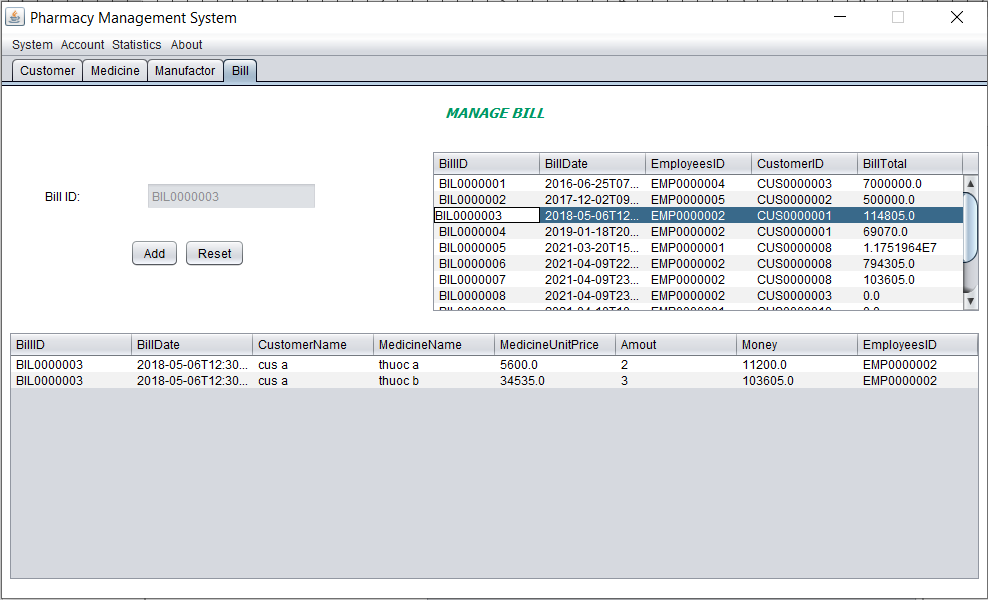 Pharmacy Management System
System Account Statistics About
Customer Medicine Manufactor Bill
MANAGE BILL
Bill ID: BIL0000003
Add Reset
BillID BillDate EmployeesID CustomerID BillTotal
BIL0000001 2016-06-25T07... EMP0000004 CUS0000003 7000000.0
BIL0000002 2017-12-02T09... EMP0000005 CUS0000002 500000.0
BIL0000003 2018-05-06T12... EMP0000002 CUS0000001 114805.0
BIL0000004 2019-01-18T20... EMP0000002 CUS0000001 69070.0
BIL0000005 2021-03-20T15... EMP0000001 CUS0000008 1.1751964E7
BIL0000006 2021-04-09T22... EMP0000002 CUS0000008 794305.0
BIL0000007 2021-04-09T23... EMP0000002 CUS0000008 103605.0
BIL0000008 2021-04-09T23... EMP0000002 CUS0000003 0.0
BillID BillDate CustomerName MedicineName MedicineUnitPrice Amout Money EmployeesID
BIL0000003 2018-05-06T12:30... cus a thuoc a 5600.0 2 11200.0 EMP0000002
BIL0000003 2018-05-06T12:30... cus a thuoc b 34535.0 3 103605.0 EMP0000002